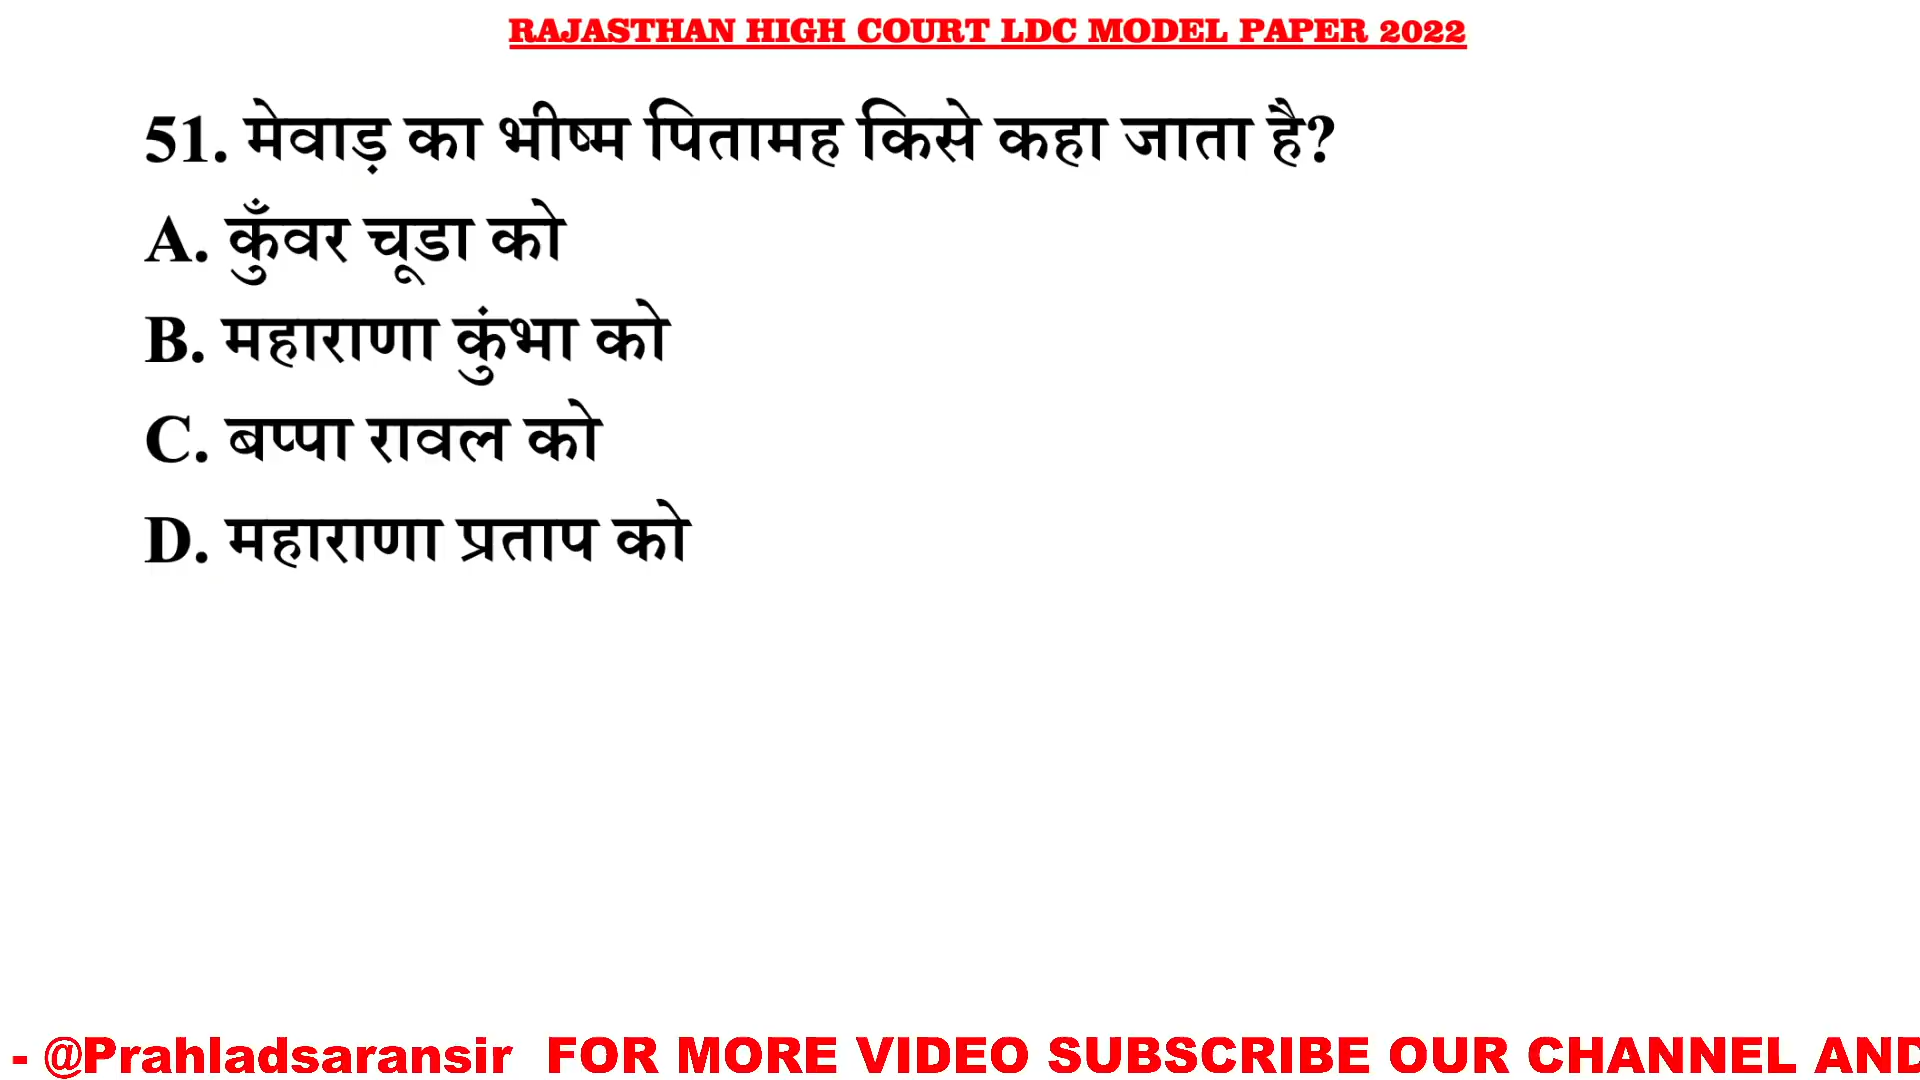 RAJASTHAN HIGH COURT LDC MODEL PAPER 2022
51. मेवाड़ का भीष्म पितामह किसे कहा जाता है?
A. कुँवर चूडा को
B. महाराणा कुंभा को
C. बप्पा रावल को
D. महाराणा प्रताप को
- @Prahladsaransir FOR MORE VIDEO SUBSCRIBE OUR CHANNEL AND